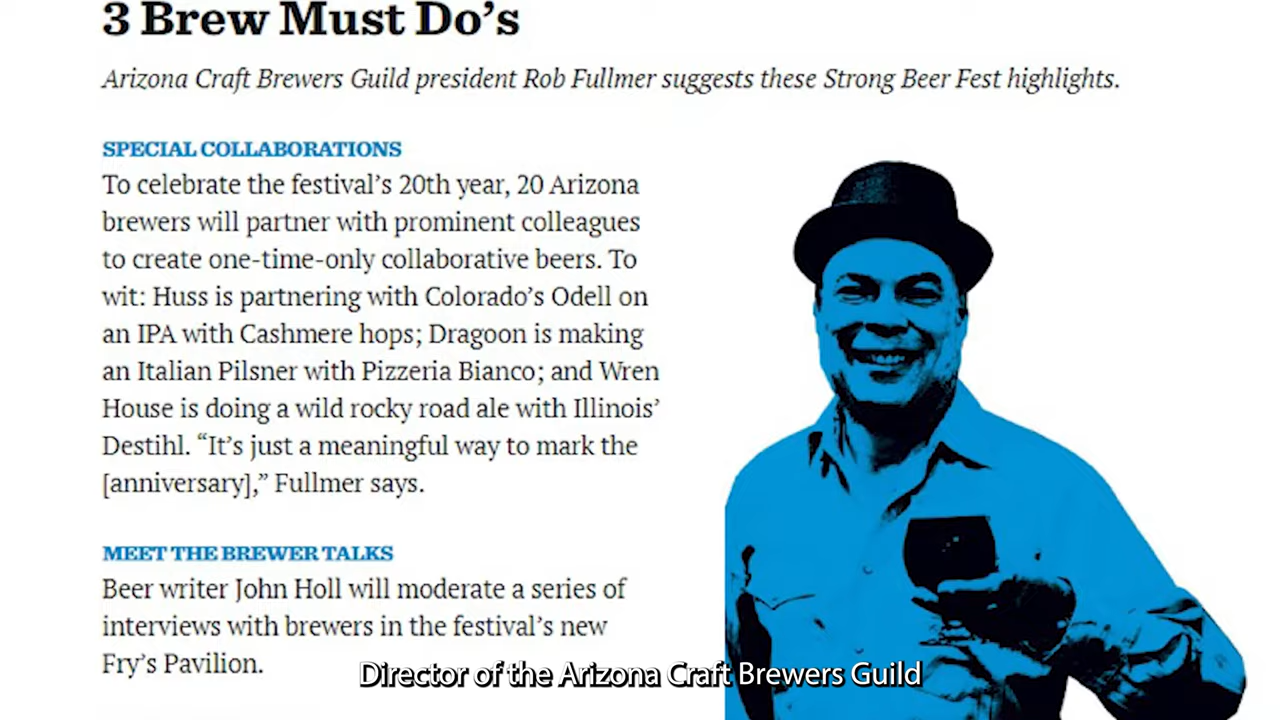 3 Brew Must Do’s
Arizona Craft Brewers Guild president Rob Fullmer suggests these Strong Beer Fest highlights.
SPECIAL COLLABORATIONS
To celebrate the festival’s 20th year, 20 Arizona
brewers will partner with prominent colleagues
to create one-time-only collaborative beers. To
wit: Huss is partnering with Colorado’s Odell on
an IPA with Cashmere hops; Dragoon is making
an Italian Pilsner with Pizzeria Bianco; and Wren
House is doing a wild rocky road ale with Illinois’
Destihl. “It’s just a meaningful way to mark the
[anniversary],” Fullmer says.
MEET THE BREWER TALKS
Beer writer John Holl will moderate a series of
interviews with brewers in the festival’s new
Fry’s Pavilion.
Director of the Arizona Craft Brewers Guild